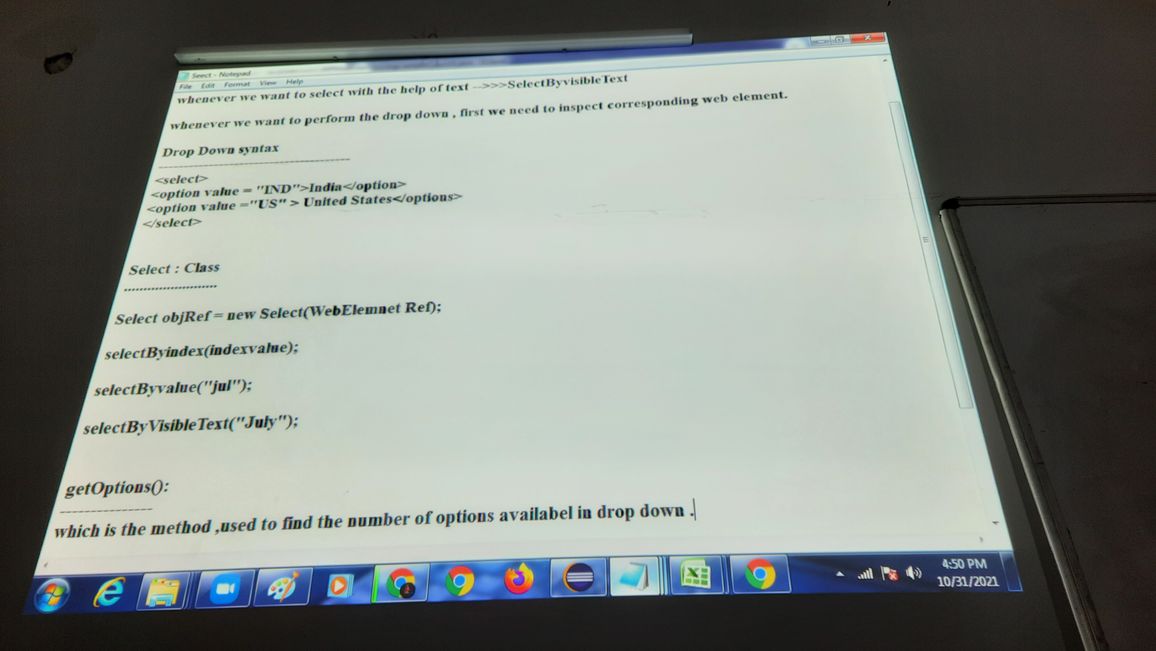 Seect - Notepad
File Edit Format View Help
whenever we want to select with the help of text -->>>SelectByvisibleText
whenever we want to perform the drop down , first we need to inspect corresponding web element.
Drop Down syntax
--------------------------------------
<select>
<option value = "IND">India</option>
<option value ="US" > United States</options>
</select>
Select : Class
........................
Select objRef = new Select(WebElemnet Ref);
selectByindex(indexvalue);
selectByvalue("jul");
selectByVisibleText("July");
getOptions():
----------------
which is the method ,used to find the number of options availabel in drop down .
4:50 PM
10/31/2021